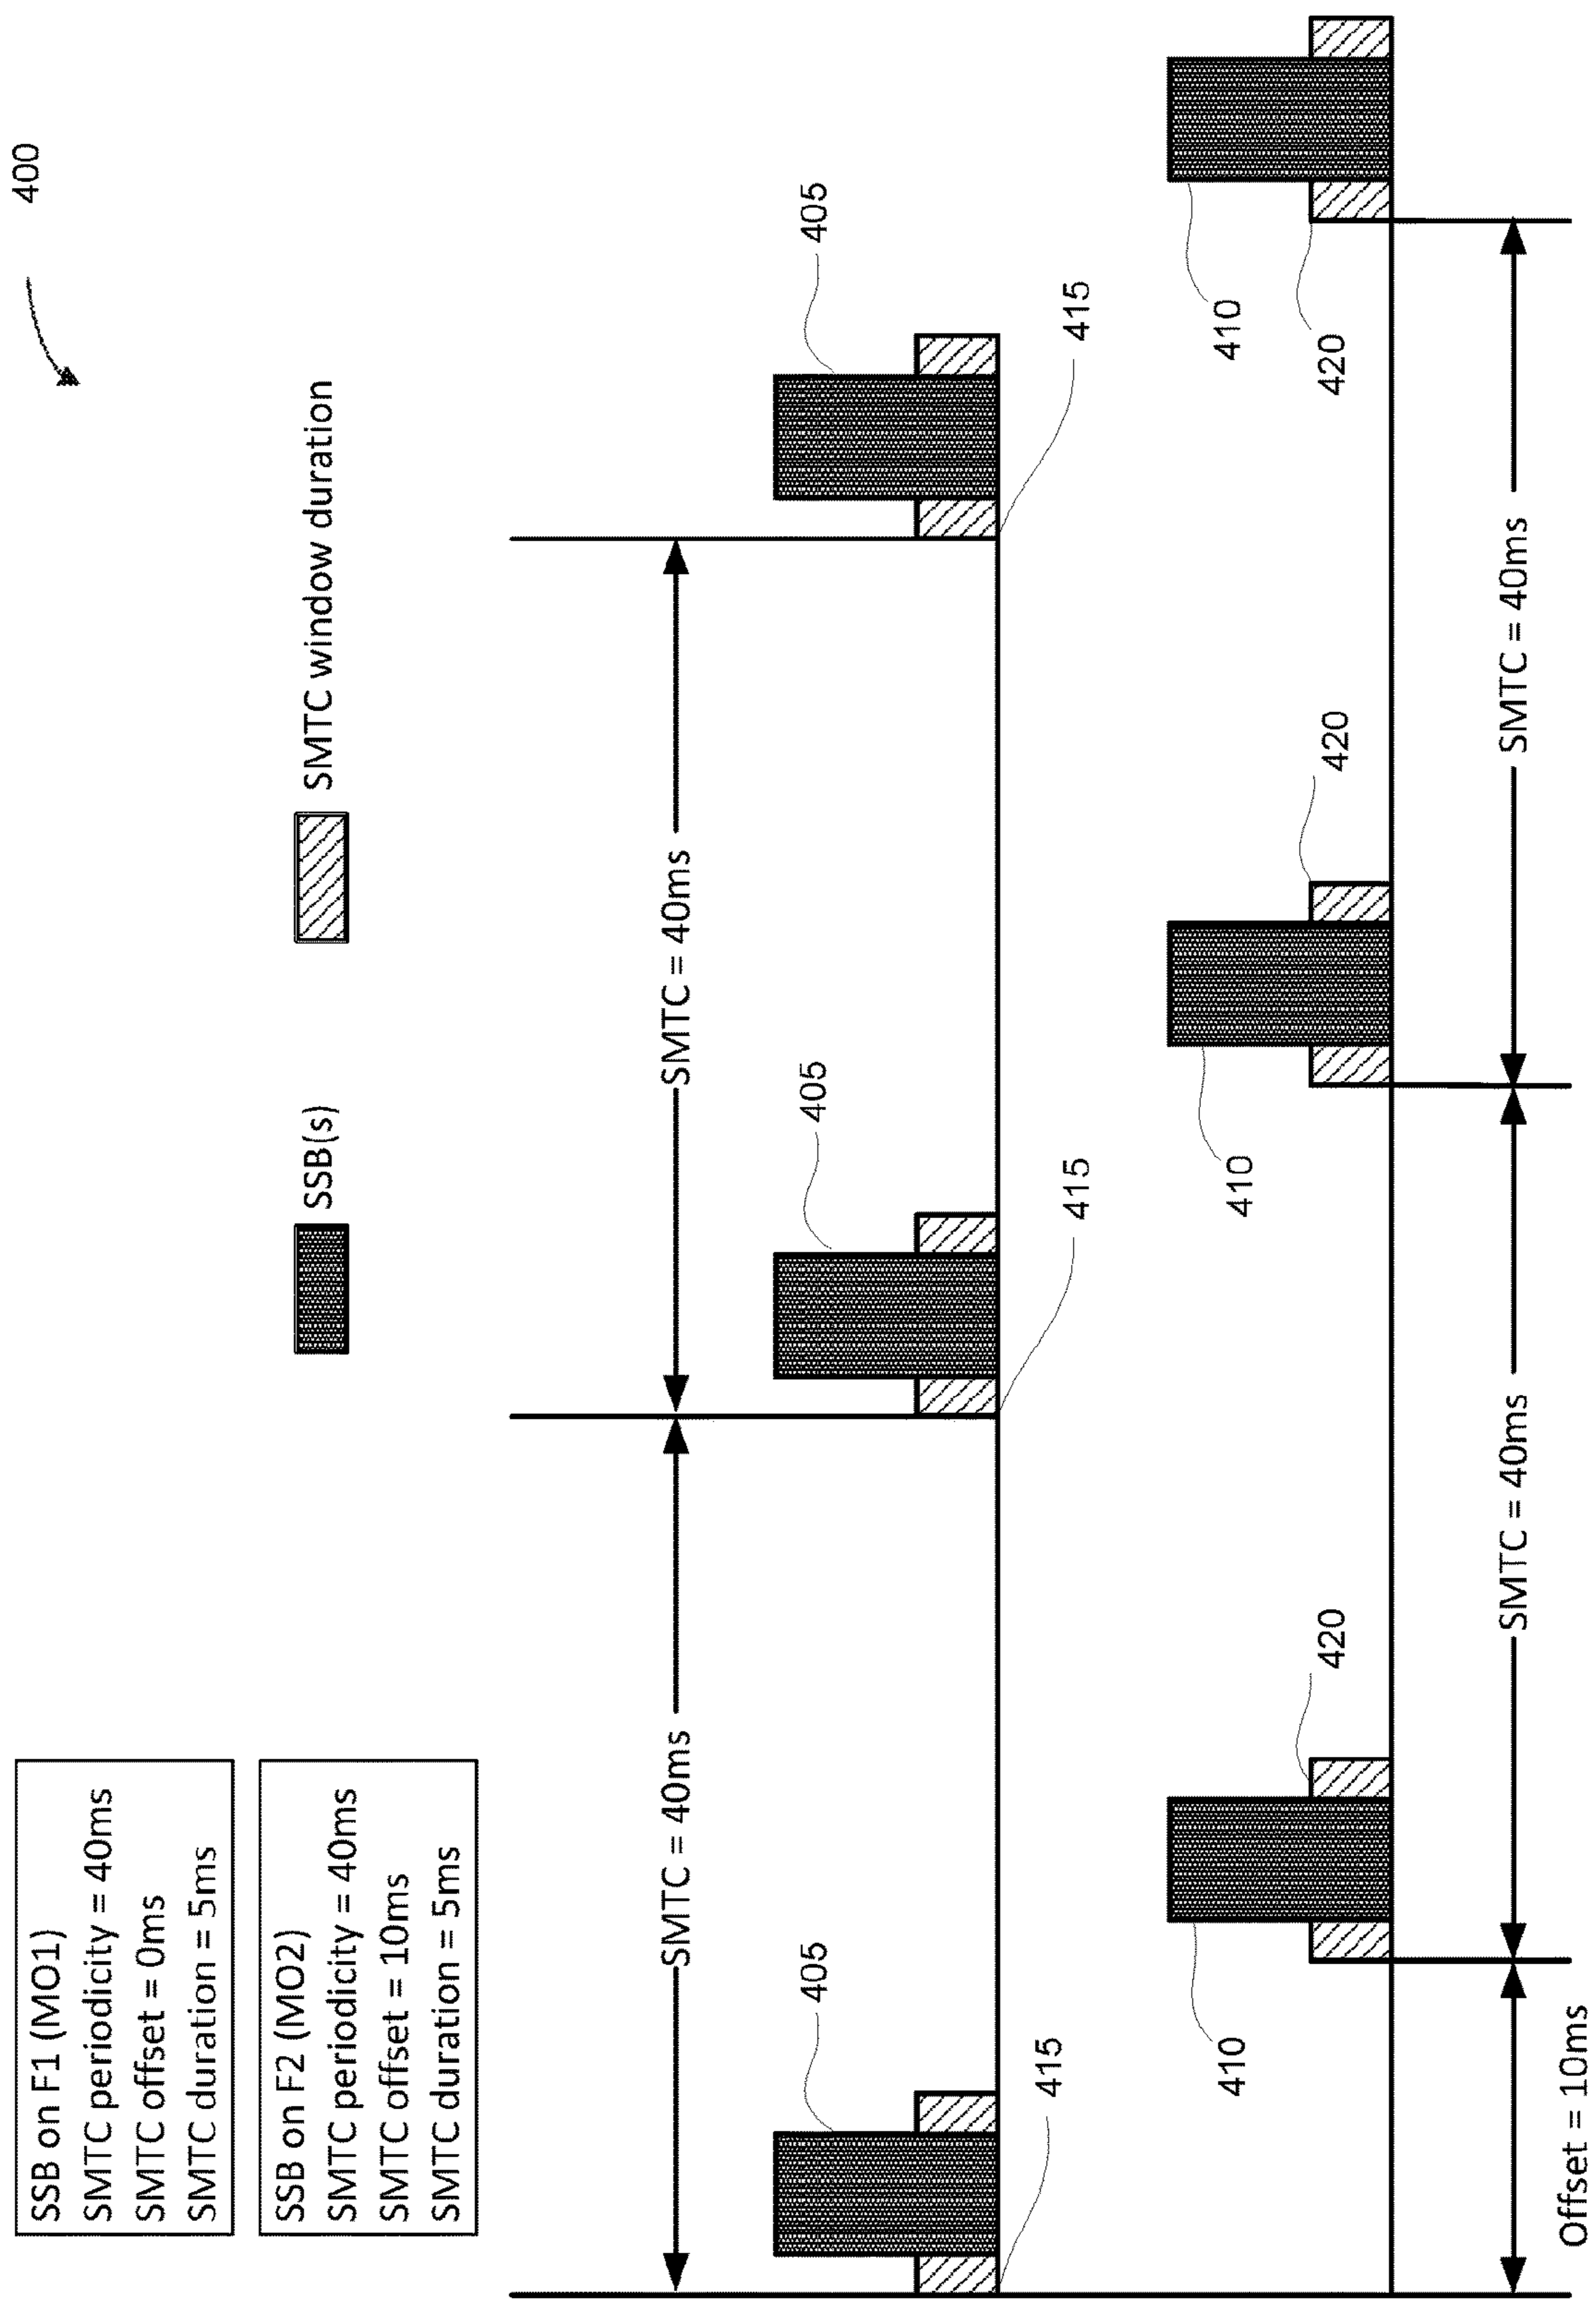 400
SSB on F1 (MO1)
SMTC periodicity = 40ms
SMTC offset = 0ms
SMTC duration = 5ms
SSB on F2 (MO2)
SMTC periodicity = 40ms
SMTC offset = 10ms
SMTC duration = 5ms
SSB(s)
SMTC window duration
SMTC = 40ms
SMTC = 40ms
405
405
405
415
415
415
410
420
410
420
410
420
SMTC = 40ms
SMTC = 40ms
Offset = 10ms